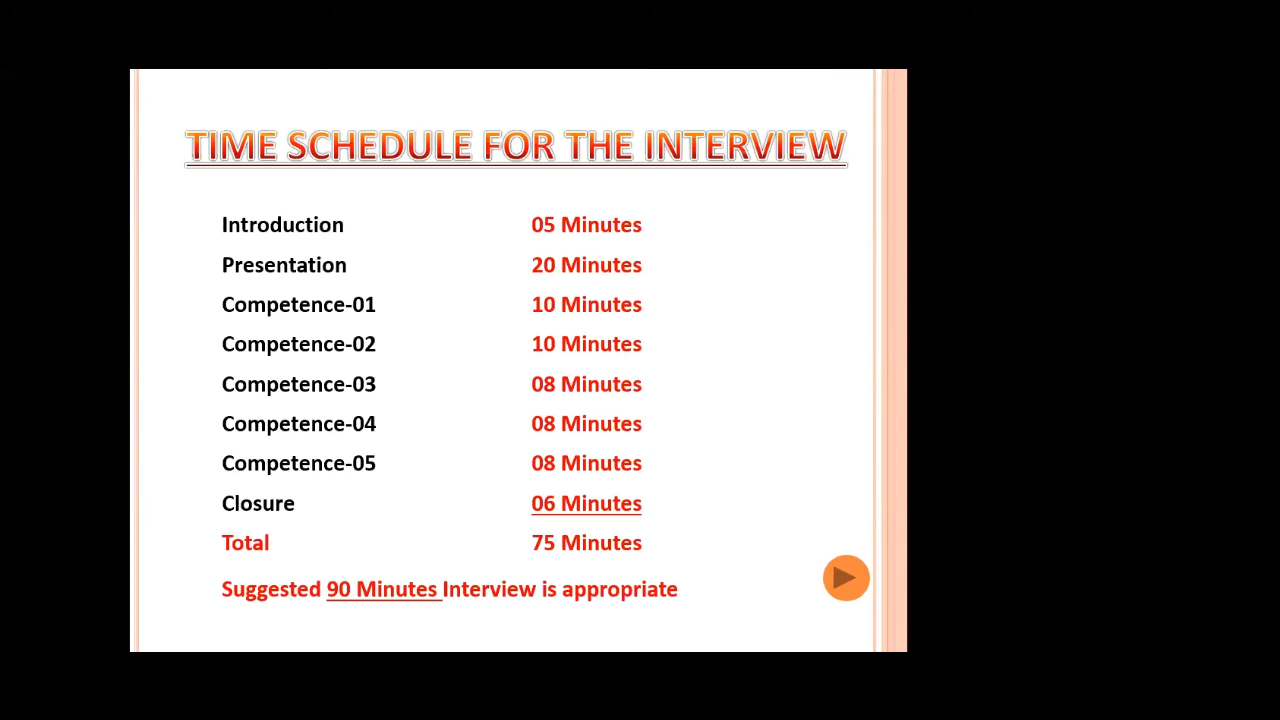 TIME SCHEDULE FOR THE INTERVIEW
Introduction 05 Minutes
Presentation 20 Minutes
Competence-01 10 Minutes
Competence-02 10 Minutes
Competence-03 08 Minutes
Competence-04 08 Minutes
Competence-05 08 Minutes
Closure 06 Minutes
Total 75 Minutes
Suggested 90 Minutes Interview is appropriate